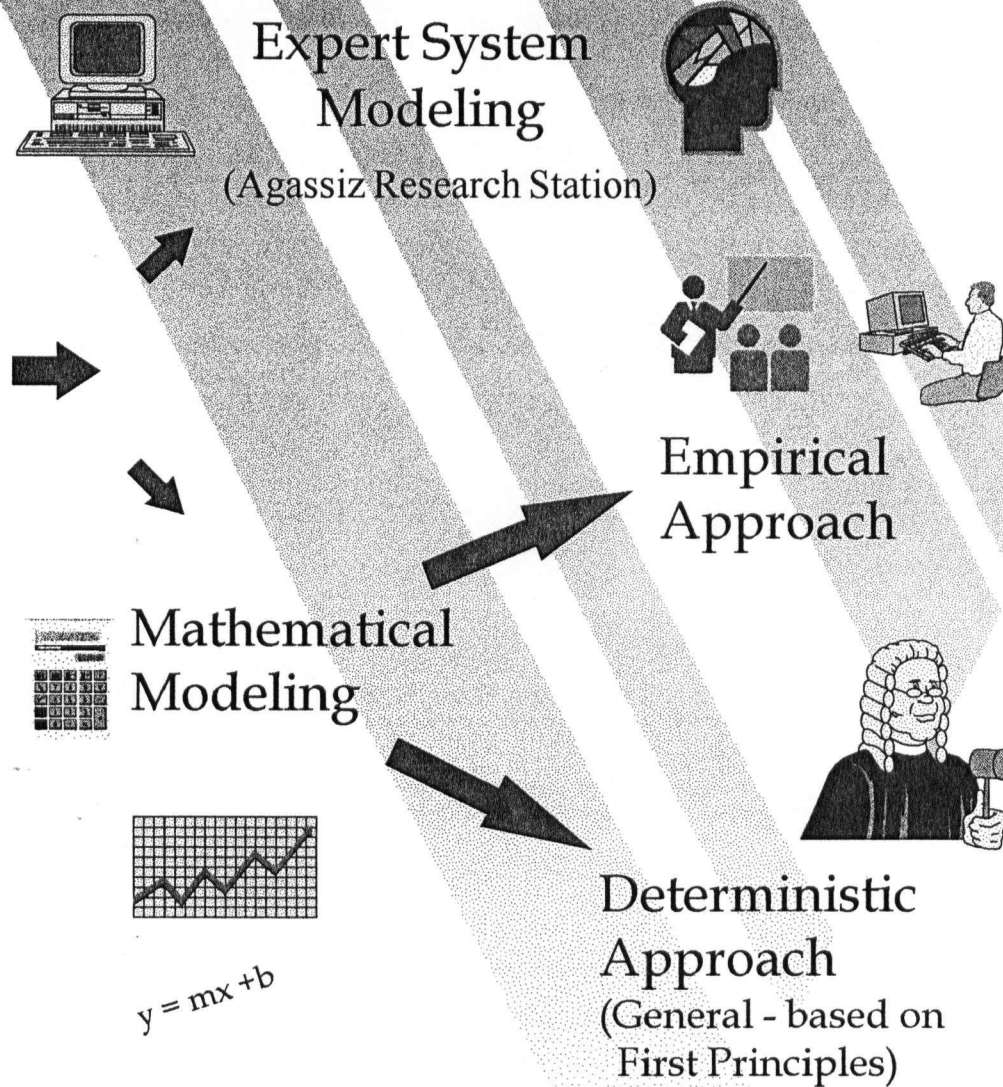 Expert System
Modeling
(Agassiz Research Station)
Empirical
Approach
Mathematical
Modeling
y = mx +b
Deterministic
Approach
(General - based on
First Principles)